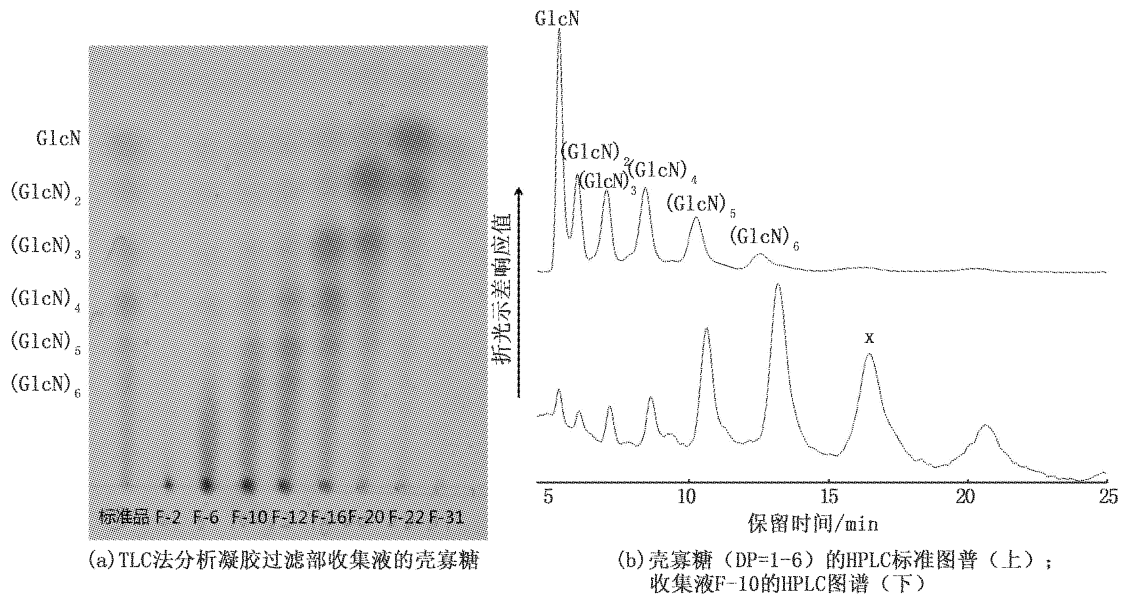 GlcN
(GlcN)2
(GlcN)3
(GlcN)4
(GlcN)5
(GlcN)6
标准品 F-2 F-6 F-10 F-12 F-16 F-20 F-22 F-31
(a)TLC法分析凝胶过滤部收集液的壳寡糖
GlcN
(GlcN)2
(GlcN)3
(GlcN)4
(GlcN)5
(GlcN)6
x
折光示差响应值
5 10 15 20 25
保留时间/min
(b)壳寡糖（DP=1-6）的HPLC标准图普（上）；
收集液F-10的HPLC图谱（下）